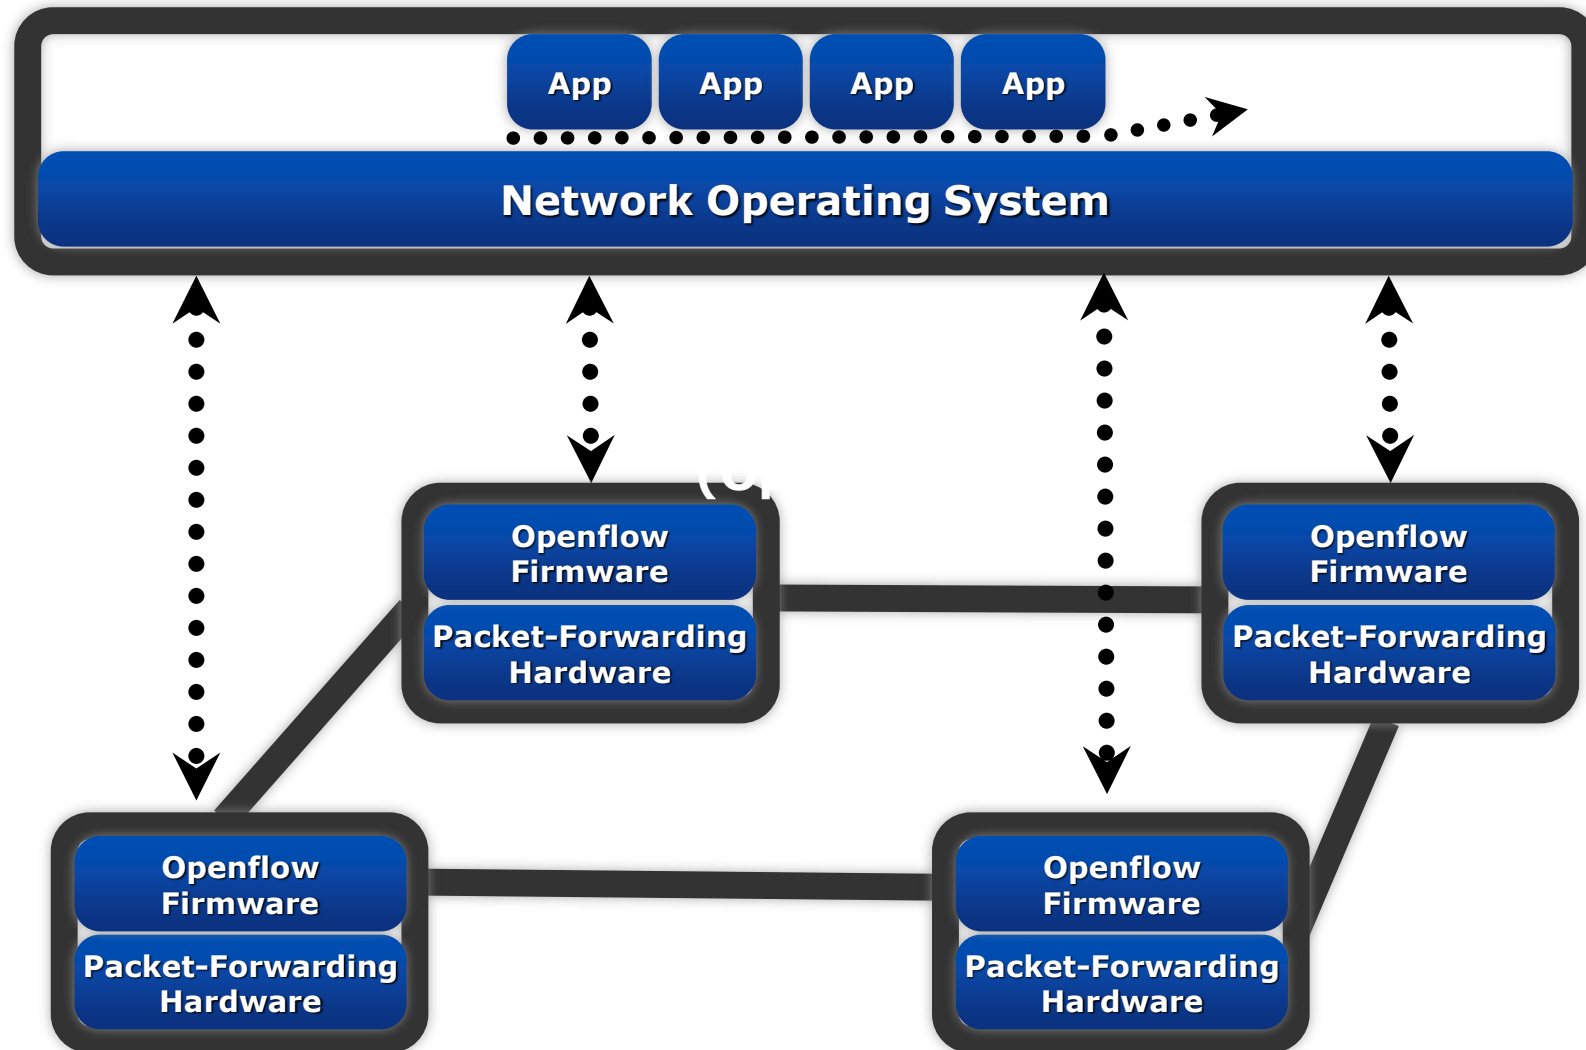 App App App App
Network Operating System
Openflow
Firmware
Packet-Forwarding
Hardware
Openflow
Firmware
Packet-Forwarding
Hardware
Openflow
Firmware
Packet-Forwarding
Hardware
Openflow
Firmware
Packet-Forwarding
Hardware